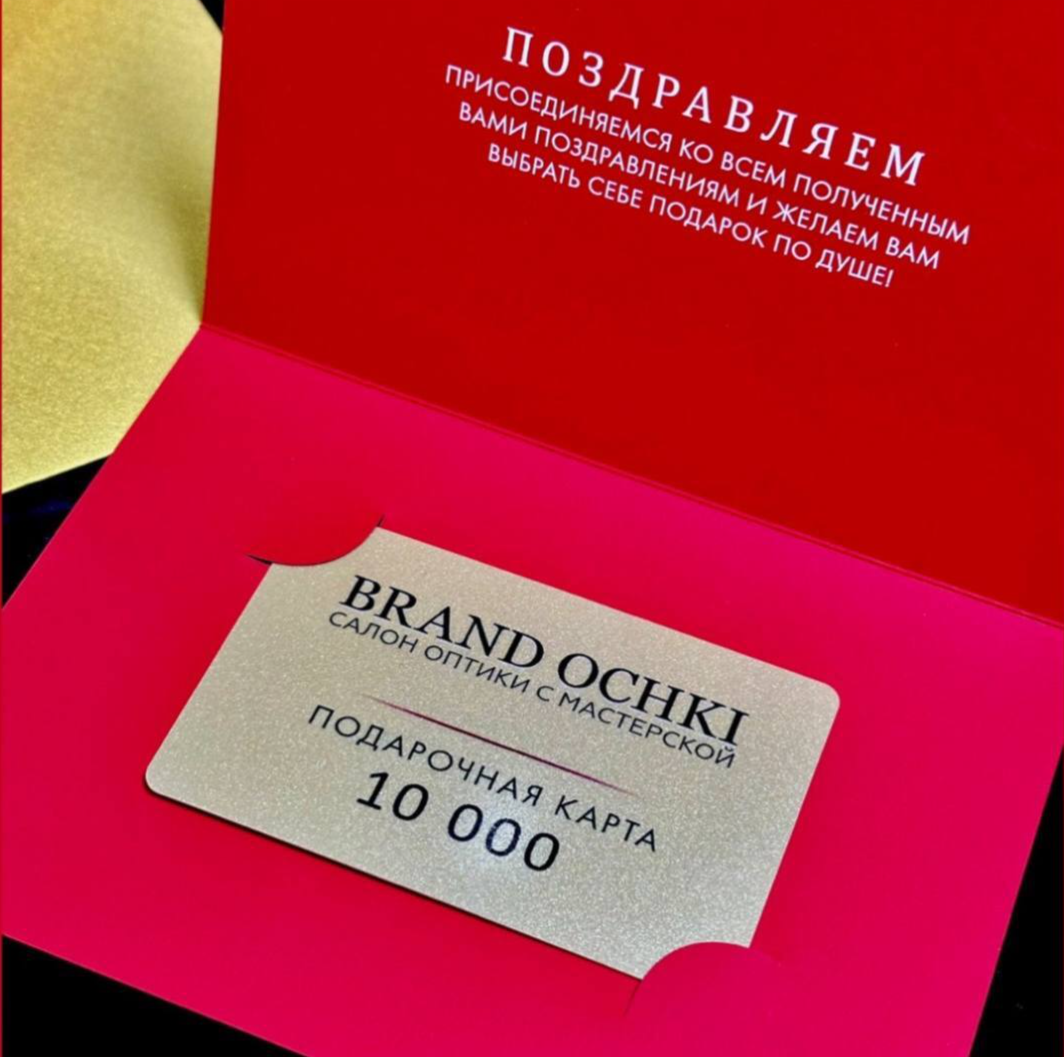 ПОЗДРАВЛЯЕМ
ПРИСОЕДИНЯЕМСЯ КО ВСЕМ ПОЛУЧЕННЫМ
ВАМИ ПОЗДРАВЛЕНИЯМ И ЖЕЛАЕМ ВАМ
ВЫБРАТЬ СЕБЕ ПОДАРОК ПО ДУШЕ!
BRAND OCHKI
САЛОН ОПТИКИ С МАСТЕРСКОЙ
ПОДАРОЧНАЯ КАРТА
10 000